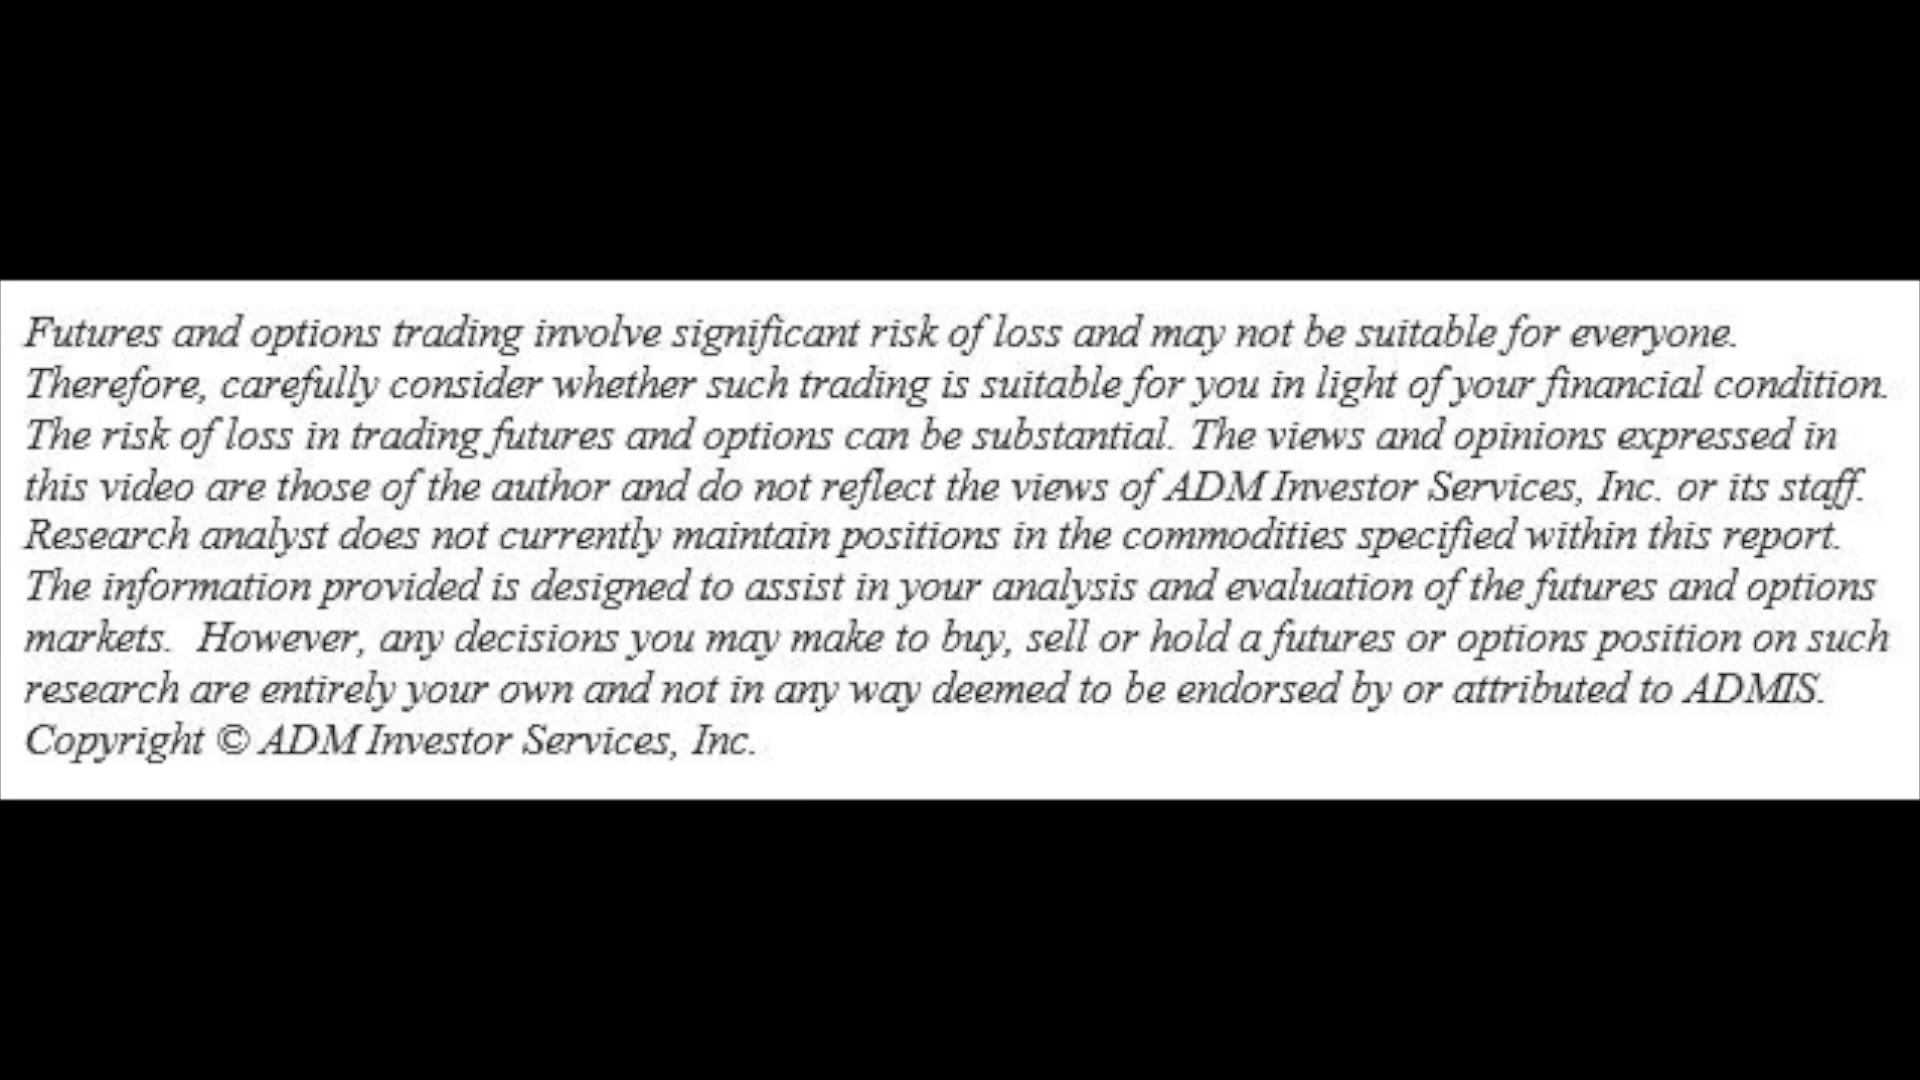 Futures and options trading involve significant risk of loss and may not be suitable for everyone.
Therefore, carefully consider whether such trading is suitable for you in light of your financial condition.
The risk of loss in trading futures and options can be substantial. The views and opinions expressed in
this video are those of the author and do not reflect the views of ADM Investor Services, Inc. or its staff.
Research analyst does not currently maintain positions in the commodities specified within this report.
The information provided is designed to assist in your analysis and evaluation of the futures and options
markets.  However, any decisions you may make to buy, sell or hold a futures or options position on such
research are entirely your own and not in any way deemed to be endorsed by or attributed to ADMIS.
Copyright © ADM Investor Services, Inc.